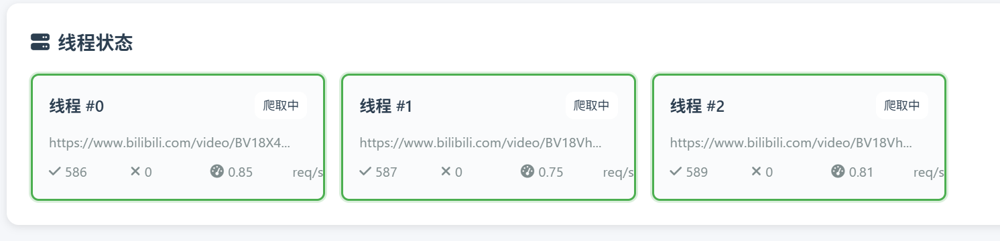 线程状态
线程 #0 爬取中
https://www.bilibili.com/video/BV18X4...
586 0 0.85 req/s
线程 #1 爬取中
https://www.bilibili.com/video/BV18Vh...
587 0 0.75 req/s
线程 #2 爬取中
https://www.bilibili.com/video/BV18Vh...
589 0 0.81 req/s